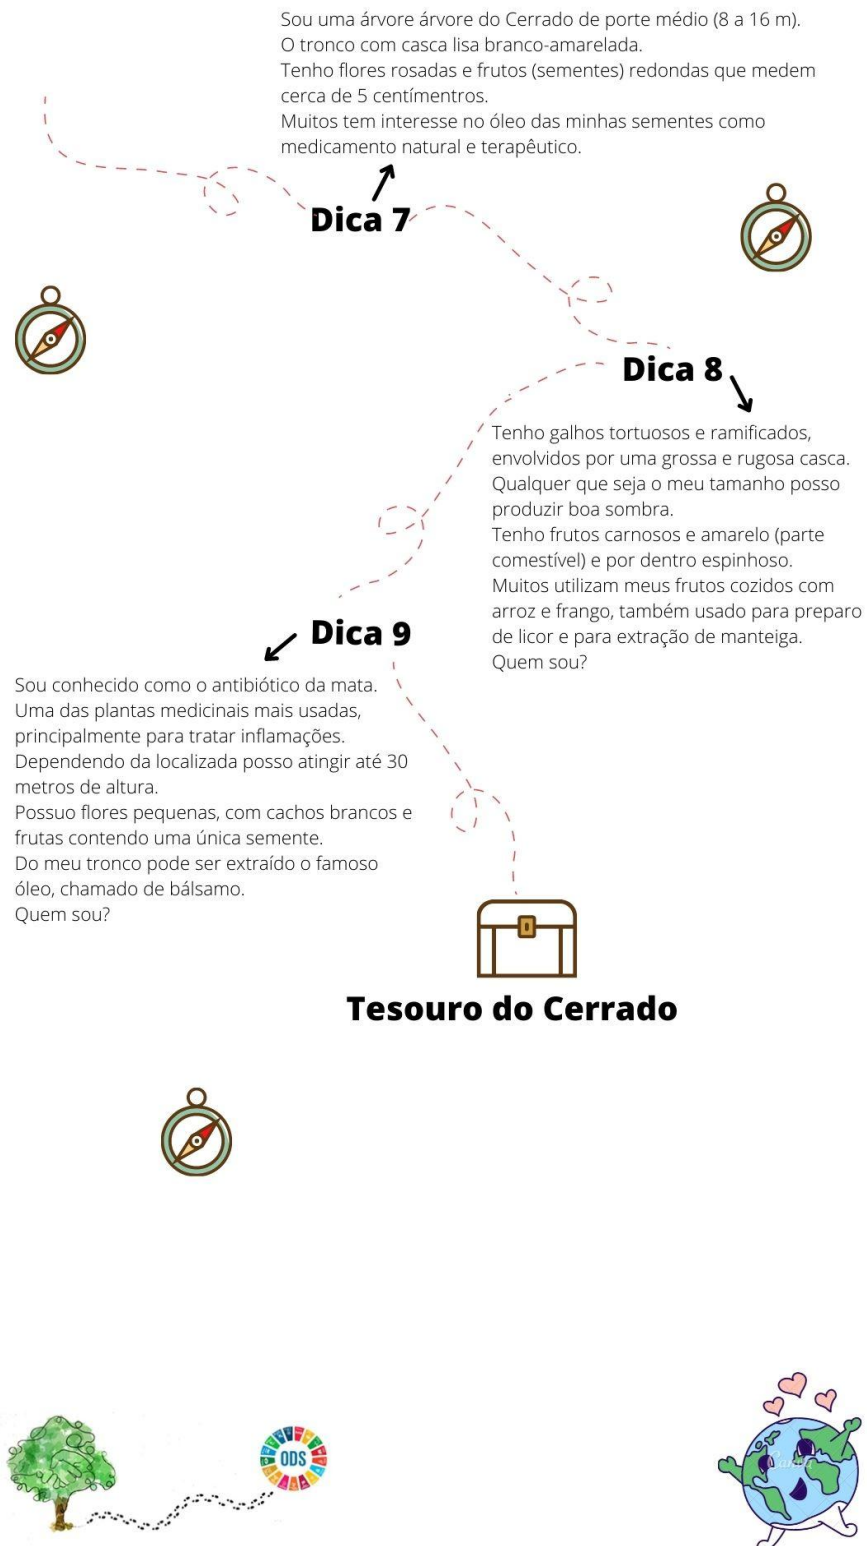 Sou uma árvore árvore do Cerrado de porte médio (8 a 16 m).
O tronco com casca lisa branco-amarelada.
Tenho flores rosadas e frutos (sementes) redondas que medem
cerca de 5 centímentros.
Muitos tem interesse no óleo das minhas sementes como
medicamento natural e terapêutico.
Dica 7
Dica 8
Tenho galhos tortuosos e ramificados,
envolvidos por uma grossa e rugosa casca.
Qualquer que seja o meu tamanho posso
produzir boa sombra.
Tenho frutos carnosos e amarelo (parte
comestível) e por dentro espinhoso.
Muitos utilizam meus frutos cozidos com
arroz e frango, também usado para preparo
de licor e para extração de manteiga.
Quem sou?
Dica 9
Sou conhecido como o antibiótico da mata.
Uma das plantas medicinais mais usadas,
principalmente para tratar inflamações.
Dependendo da localizada posso atingir até 30
metros de altura.
Possuo flores pequenas, com cachos brancos e
frutas contendo uma única semente.
Do meu tronco pode ser extraído o famoso
óleo, chamado de bálsamo.
Quem sou?
Tesouro do Cerrado
ODS
Canva